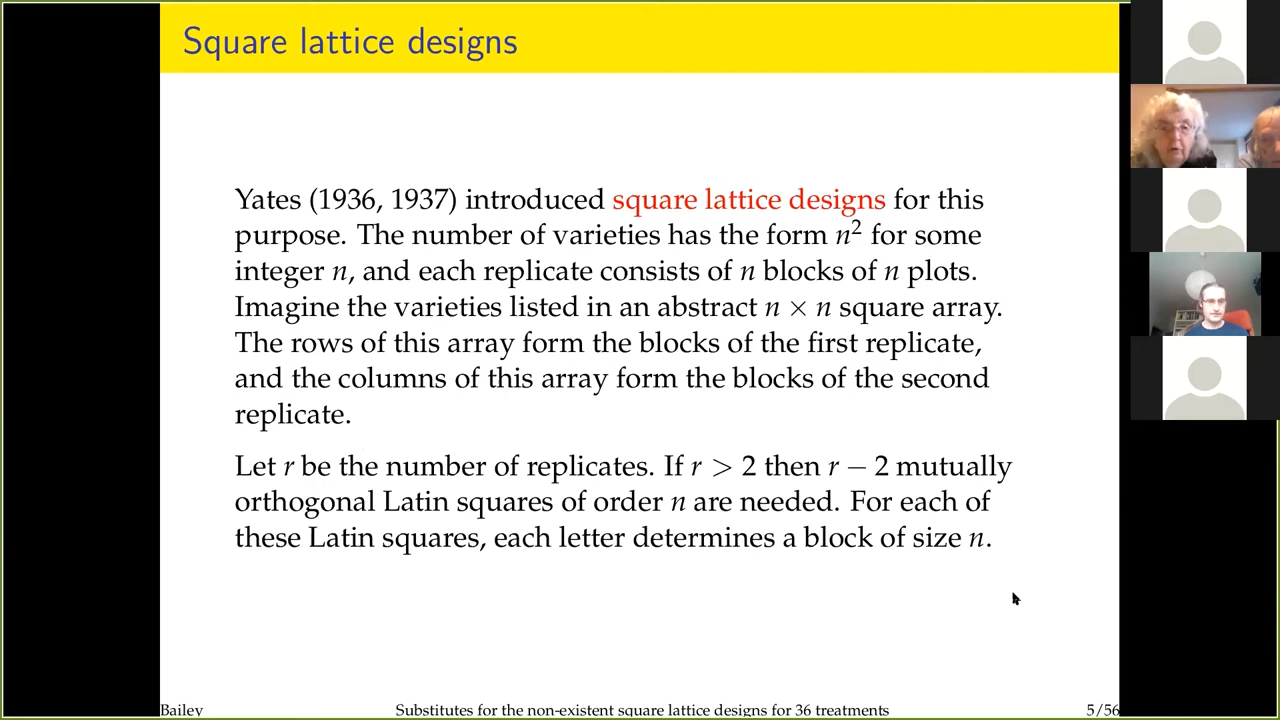 Square lattice designs
Yates (1936, 1937) introduced square lattice designs for this
purpose. The number of varieties has the form n² for some
integer n, and each replicate consists of n blocks of n plots.
Imagine the varieties listed in an abstract n × n square array.
The rows of this array form the blocks of the first replicate,
and the columns of this array form the blocks of the second
replicate.
Let r be the number of replicates. If r > 2 then r − 2 mutually
orthogonal Latin squares of order n are needed. For each of
these Latin squares, each letter determines a block of size n.
Bailey Substitutes for the non-existent square lattice designs for 36 treatments 5/56